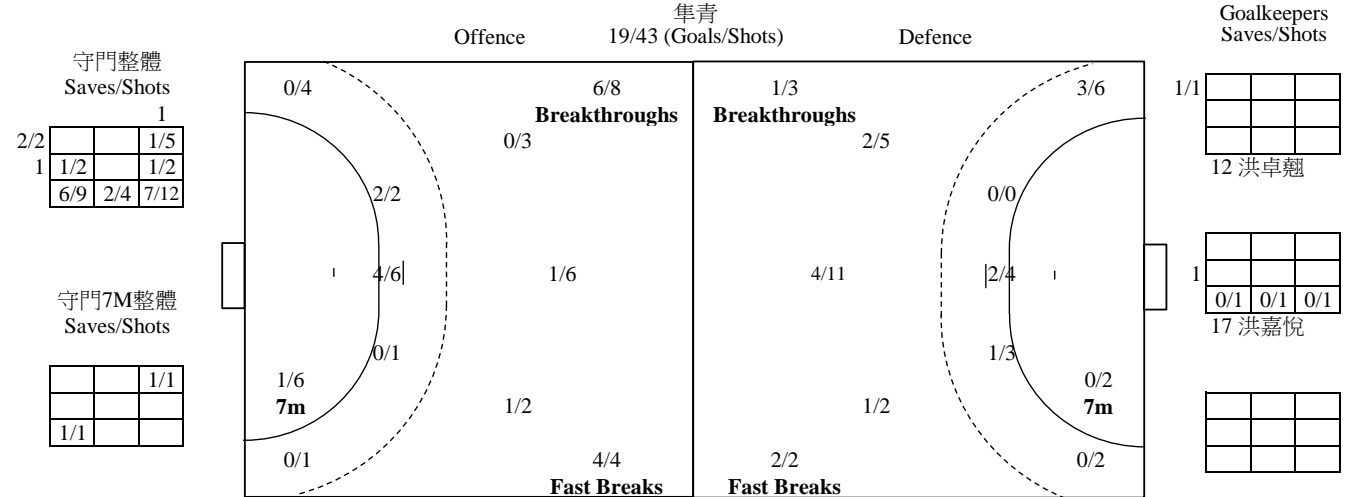 隼青
Offence 19/43 (Goals/Shots) Defence
Goalkeepers
Saves/Shots
守門整體
Saves/Shots
1
2/2 1/5
1 1/2 1/2
6/9 2/4 7/12
守門7M整體
Saves/Shots
1/1
1/1
0/4 6/8
Breakthroughs
0/3
2/2
4/6 1/6
0/1
1/6
7m
1/2
0/1 4/4
Fast Breaks
1/3 3/6
Breakthroughs
2/5
0/0
4/11 2/4
1/3
0/2
7m
1/2
2/2 0/2
Fast Breaks
1/1
12 洪卓翹
1
0/1 0/1 0/1
17 洪嘉悅